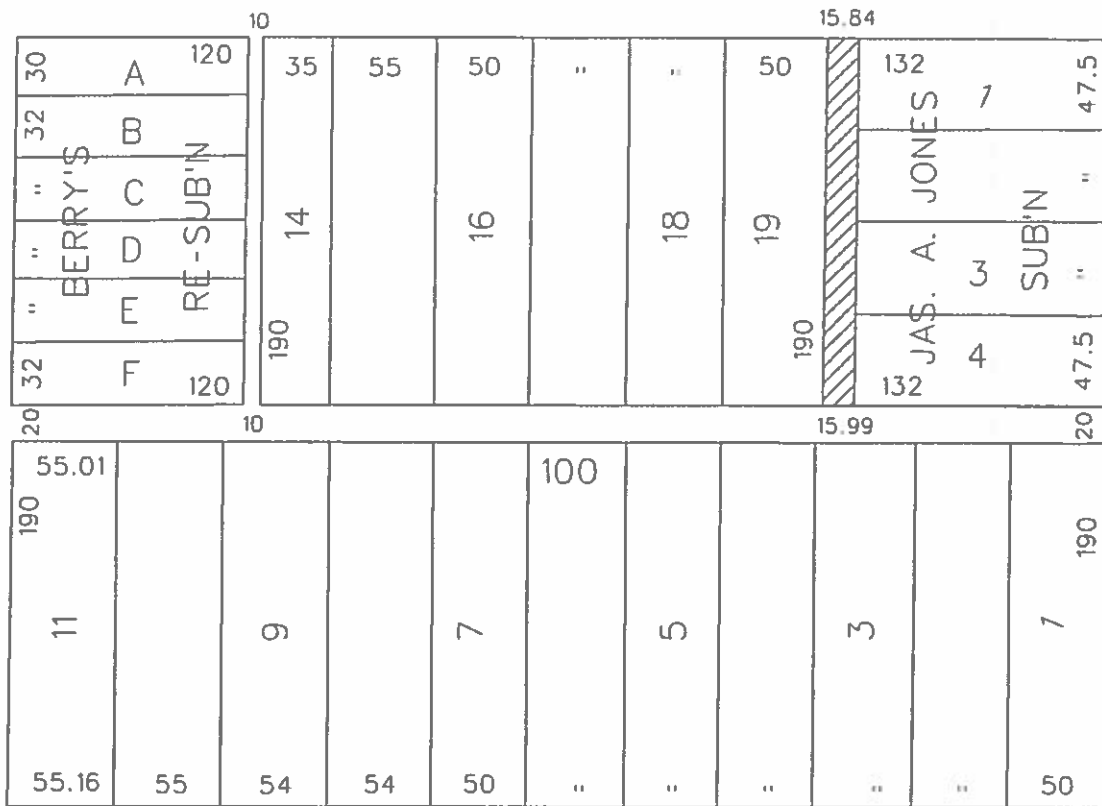 10 15.84
30 A 120 35 55 50 " " 50 132 1 47.5
32 B
" C 14 16 18 19 "
" D 3 "
" E
32 F 120 190 190 132 4 47.5
BERRY'S
RE-SUB'N
JAS. A. JONES
SUB'N
20 10 15.99 20
55.01 100
190 190
11 9 7 5 3 1
55.16 55 54 54 50 " " " " " 50